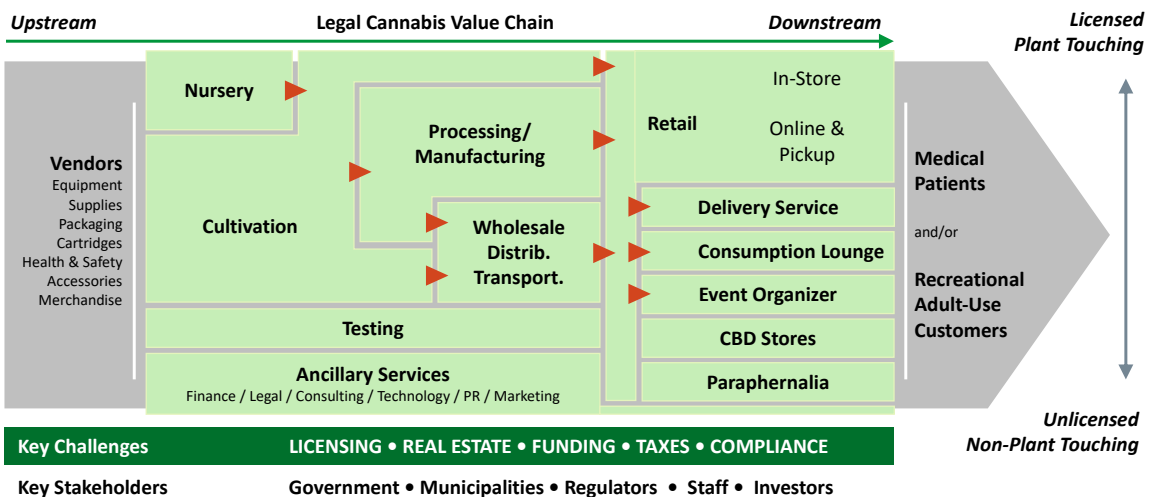 Upstream
Legal Cannabis Value Chain
Downstream
Licensed
Plant Touching
Vendors
Equipment
Supplies
Packaging
Cartridges
Health & Safety
Accessories
Merchandise
Nursery
Cultivation
Processing/
Manufacturing
Wholesale
Distrib.
Transport.
Testing
Ancillary Services
Finance / Legal / Consulting / Technology / PR / Marketing
Retail
In-Store
Online &
Pickup
Delivery Service
Consumption Lounge
Event Organizer
CBD Stores
Paraphernalia
Medical
Patients
and/or
Recreational
Adult-Use
Customers
Unlicensed
Non-Plant Touching
Key Challenges
LICENSING • REAL ESTATE • FUNDING • TAXES • COMPLIANCE
Key Stakeholders
Government • Municipalities • Regulators • Staff • Investors